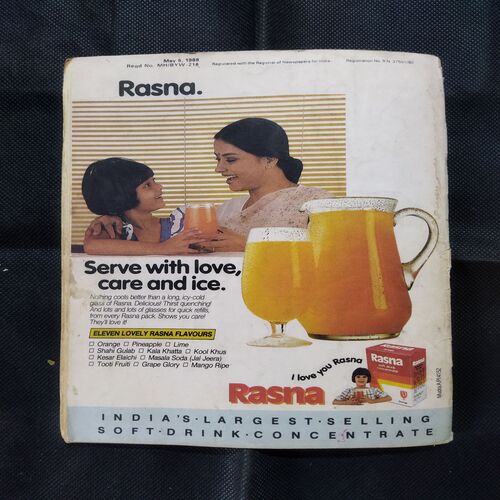 May 8, 1988
Regd No. MH/BYW-218 Registered with the Registrar of Newspapers for India. Registration No. R.N.
Rasna.
Serve with love,
care and ice.
Nothing cools better than a long, icy-cold
glass of Rasna. Delicious! Thirst quenching!
And lots and lots of glasses for quick refills,
from every Rasna pack. Shows you care!
They'll love it!
ELEVEN LOVELY RASNA FLAVOURS
□ Orange □ Pineapple □ Lime
□ Shahi Gulab □ Kala Khatta □ Kool Khus
□ Kesar Elaichi □ Masala Soda (Jal Jeera)
□ Tooti Fruiti □ Grape Glory □ Mango Ripe
I love you Rasna
Rasna
Rasna
INDIA'S·LARGEST·SELLING
SOFT·DRINK·CONCENTRATE